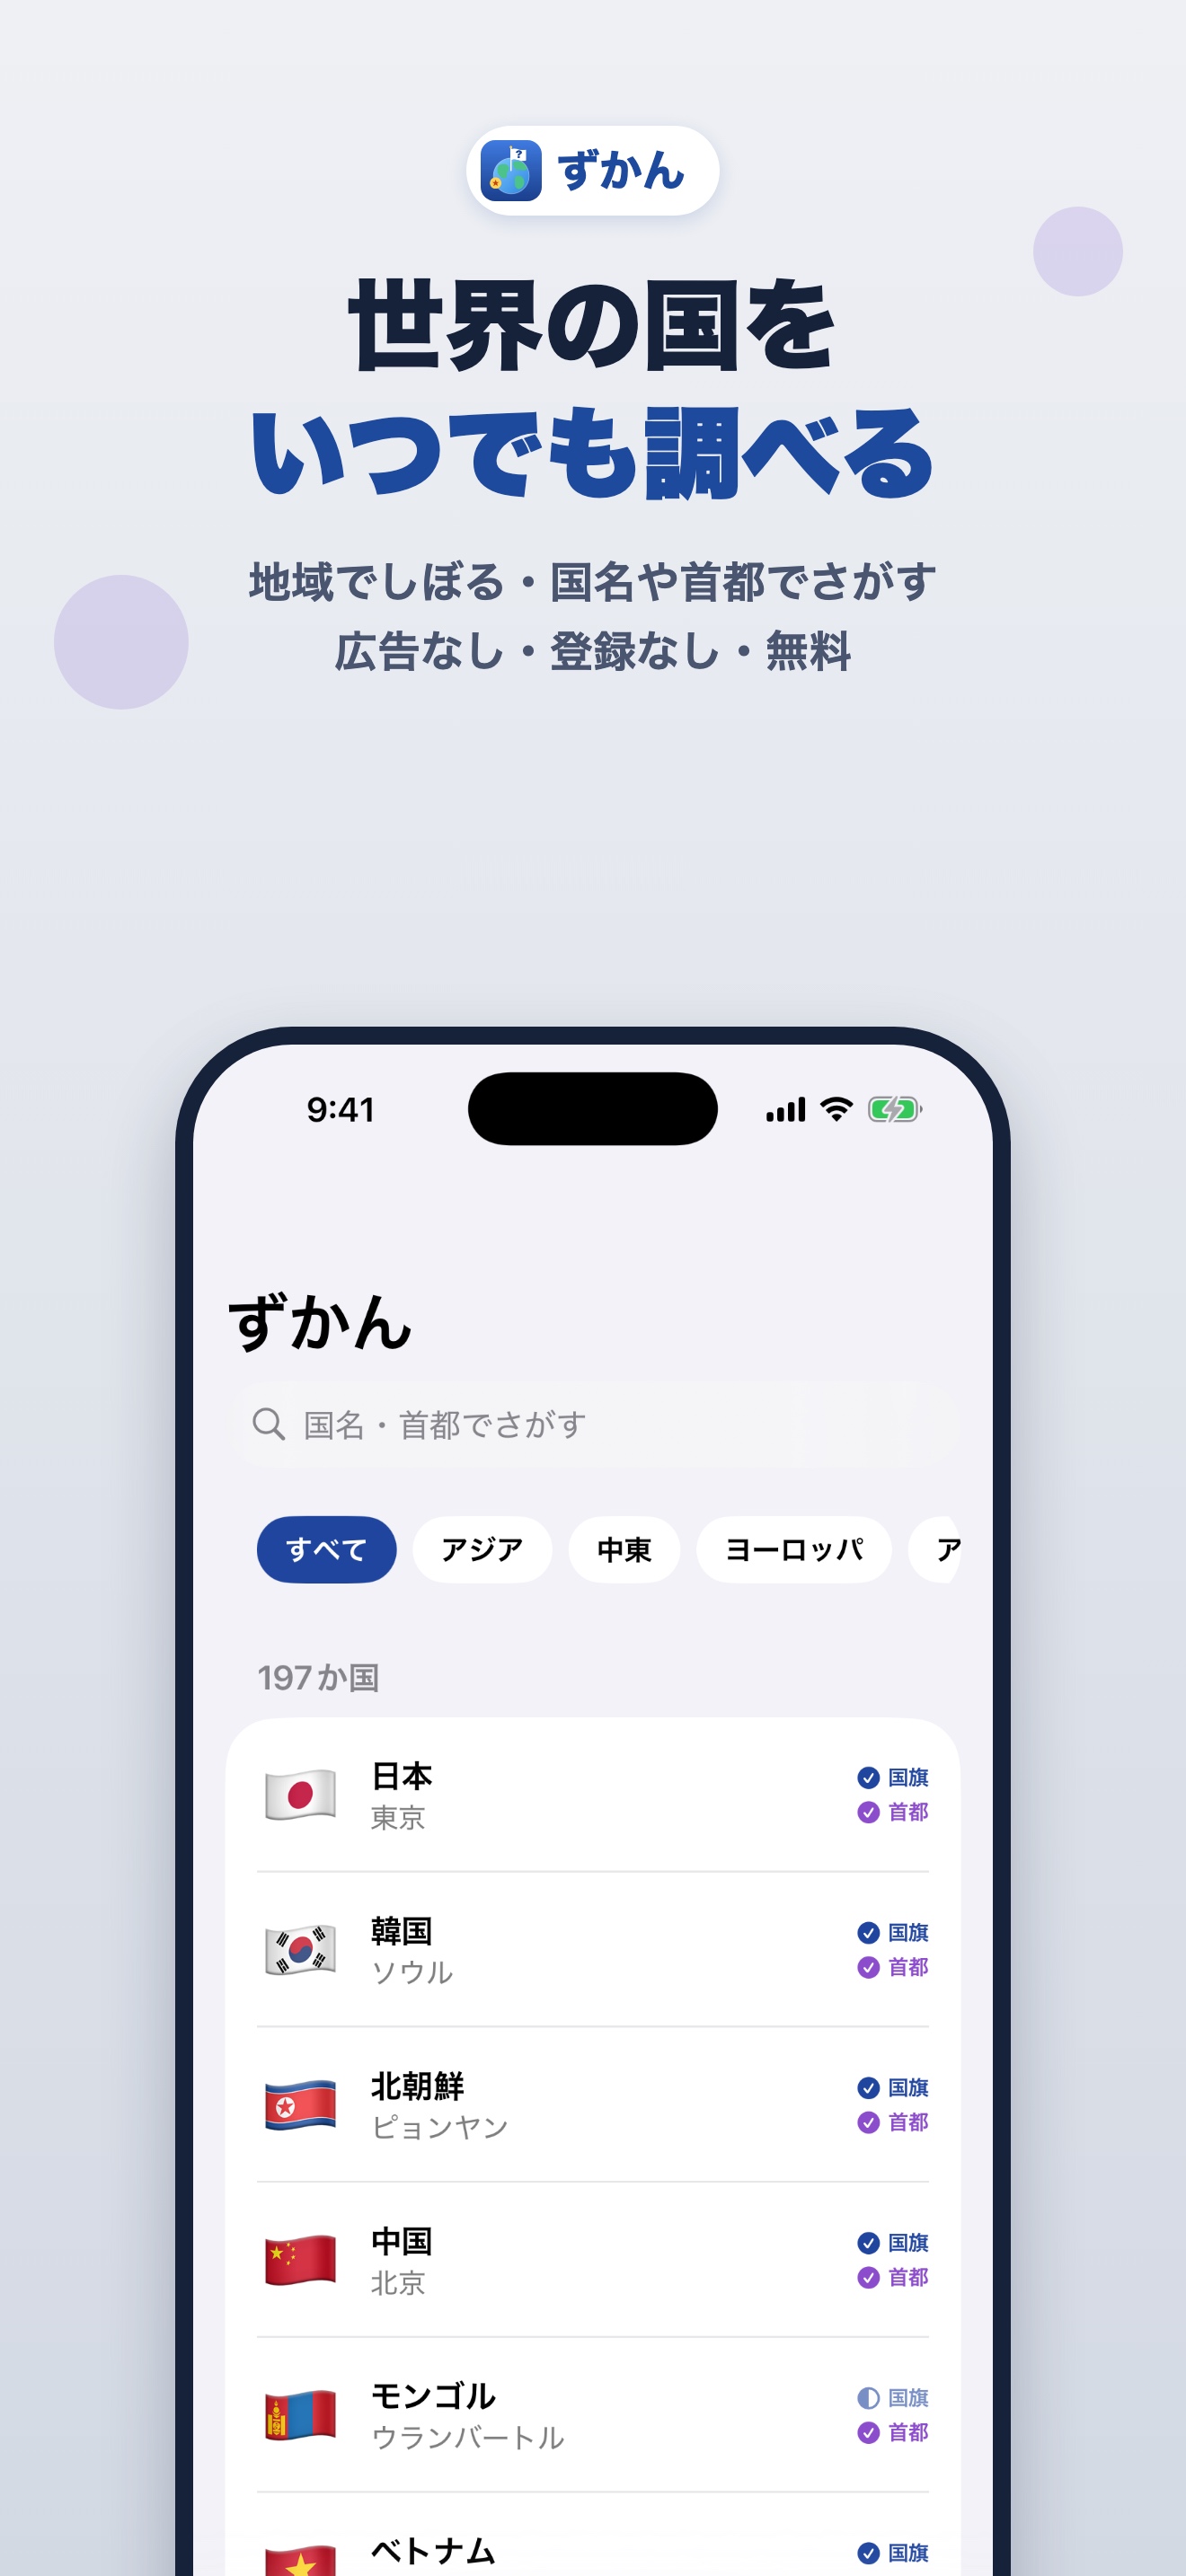 ?
ずかん
世界の国を
いつでも調べる
地域でしぼる・国名や首都でさがす
広告なし・登録なし・無料
9:41
ずかん
国名・首都でさがす
すべて アジア 中東 ヨーロッパ ア
197か国
日本
東京
国旗
首都
韓国
ソウル
国旗
首都
北朝鮮
ピョンヤン
国旗
首都
中国
北京
国旗
首都
モンゴル
ウランバートル
国旗
首都
ベトナム
国旗